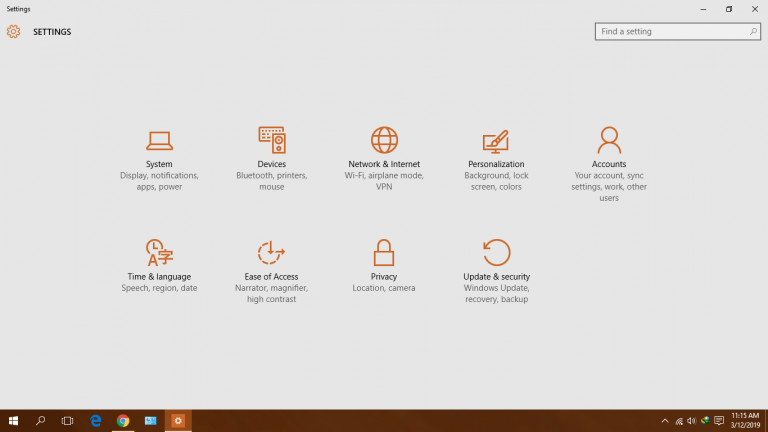 Settings
SETTINGS
Find a setting
System
Display, notifications,
apps, power
Devices
Bluetooth, printers,
mouse
Network & Internet
Wi-Fi, airplane mode,
VPN
Personalization
Background, lock
screen, colors
Accounts
Your account, sync
settings, work, other
users
A字
Time & language
Speech, region, date
Ease of Access
Narrator, magnifier,
high contrast
Privacy
Location, camera
Update & security
Windows Update,
recovery, backup
11:15 AM
3/12/2019